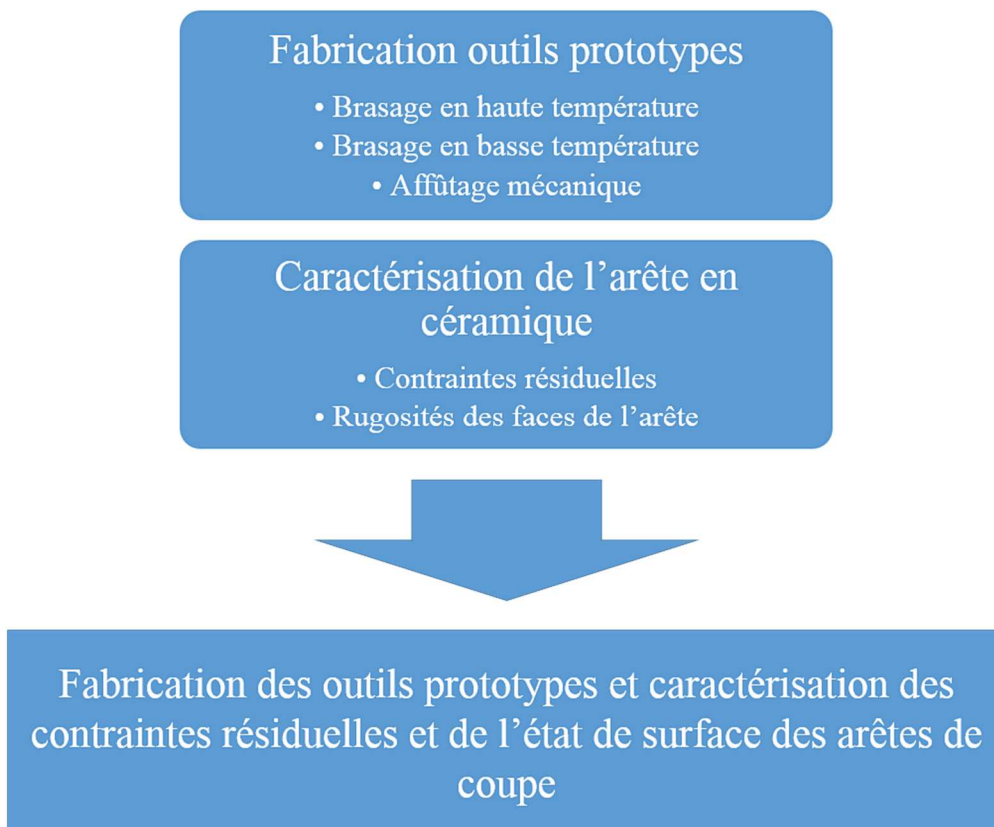 Fabrication outils prototypes
• Brasage en haute température
• Brasage en basse température
• Affûtage mécanique
Caractérisation de l’arête en
céramique
• Contraintes résiduelles
• Rugosités des faces de l’arête
Fabrication des outils prototypes et caractérisation des
contraintes résiduelles et de l’état de surface des arêtes de
coupe